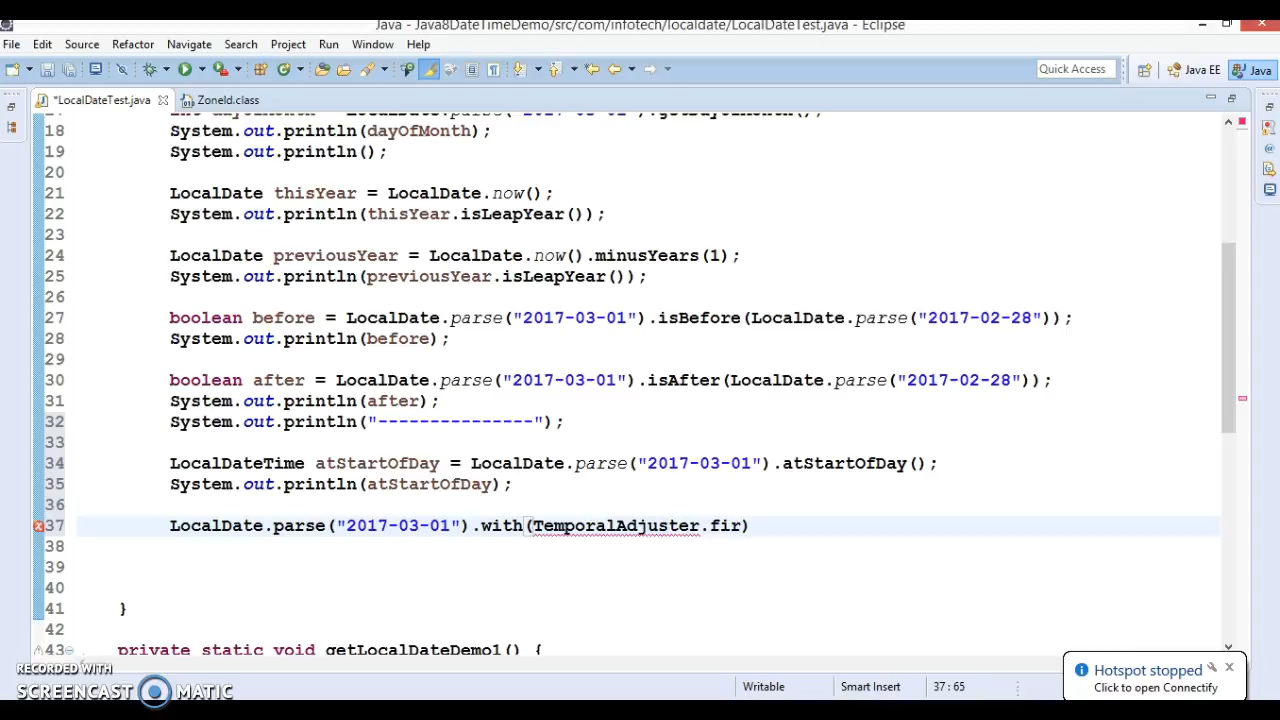 Java - Java8DateTimeDemo/src/com/infotech/localdate/LocalDateTest.java - Eclipse
File Edit Source Refactor Navigate Search Project Run Window Help
Quick Access Java EE Java
*LocalDateTest.java ZoneId.class
18 System.out.println(dayOfMonth);
19 System.out.println();
20
21 LocalDate thisYear = LocalDate.now();
22 System.out.println(thisYear.isLeapYear());
23
24 LocalDate previousYear = LocalDate.now().minusYears(1);
25 System.out.println(previousYear.isLeapYear());
26
27 boolean before = LocalDate.parse("2017-03-01").isBefore(LocalDate.parse("2017-02-28"));
28 System.out.println(before);
29
30 boolean after = LocalDate.parse("2017-03-01").isAfter(LocalDate.parse("2017-02-28"));
31 System.out.println(after);
32 System.out.println("---------------");
33
34 LocalDateTime atStartOfDay = LocalDate.parse("2017-03-01").atStartOfDay();
35 System.out.println(atStartOfDay);
36
37 LocalDate.parse("2017-03-01").with(TemporalAdjuster.fir)
38
39
40
41 }
42
43 private static void getLocalDateDemo1() {
Hotspot stopped
Click to open Connectify
RECORDED WITH
SCREENCAST MATIC
Writable Smart Insert 37:65